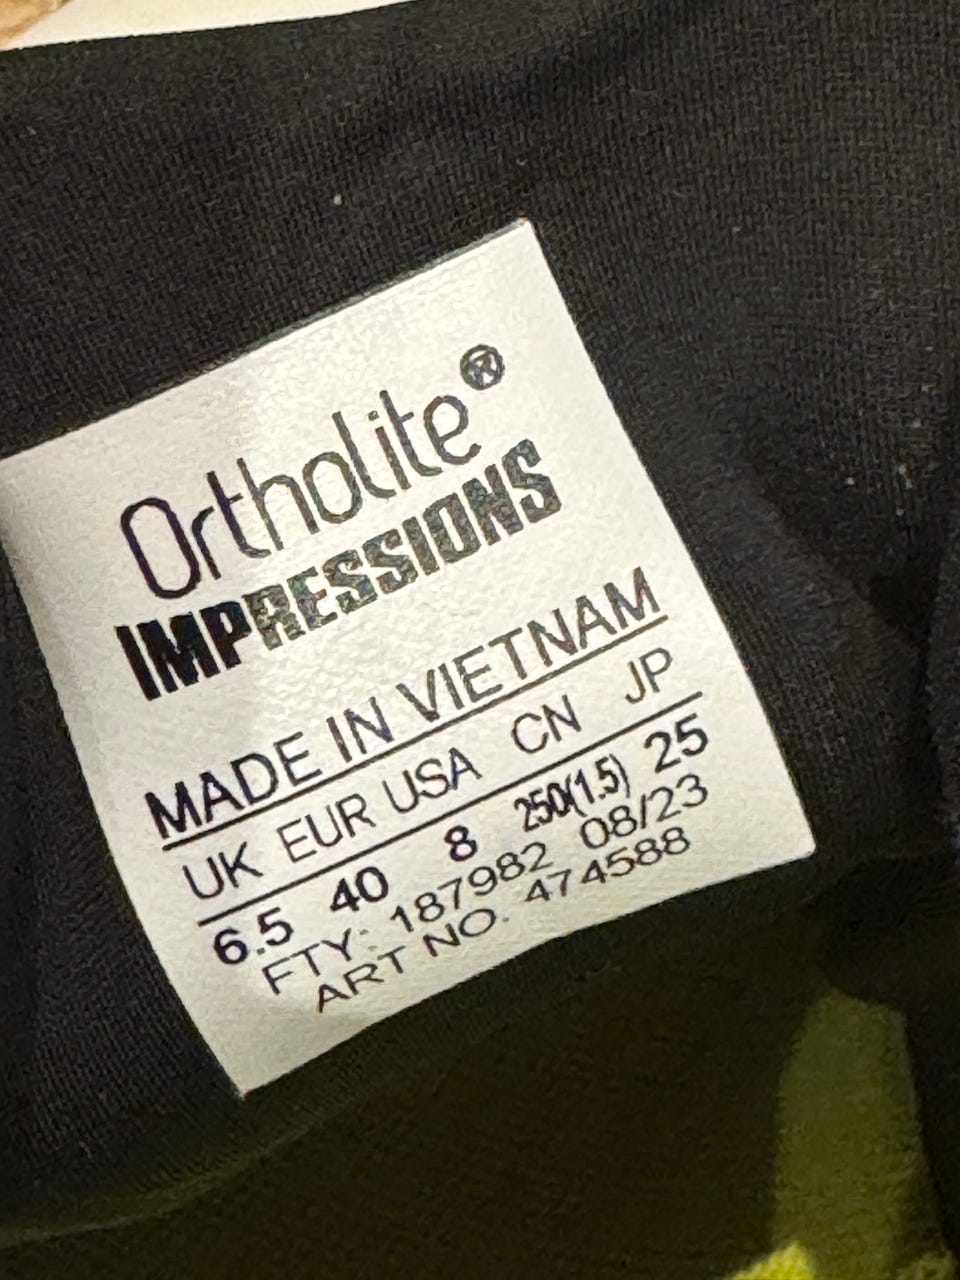 Ortholite®
IMPRESSIONS
MADE IN VIETNAM
UK EUR USA CN JP
6.5 40 8 250(1.5) 25
FTY: 187982 08/23
ART NO. 474588